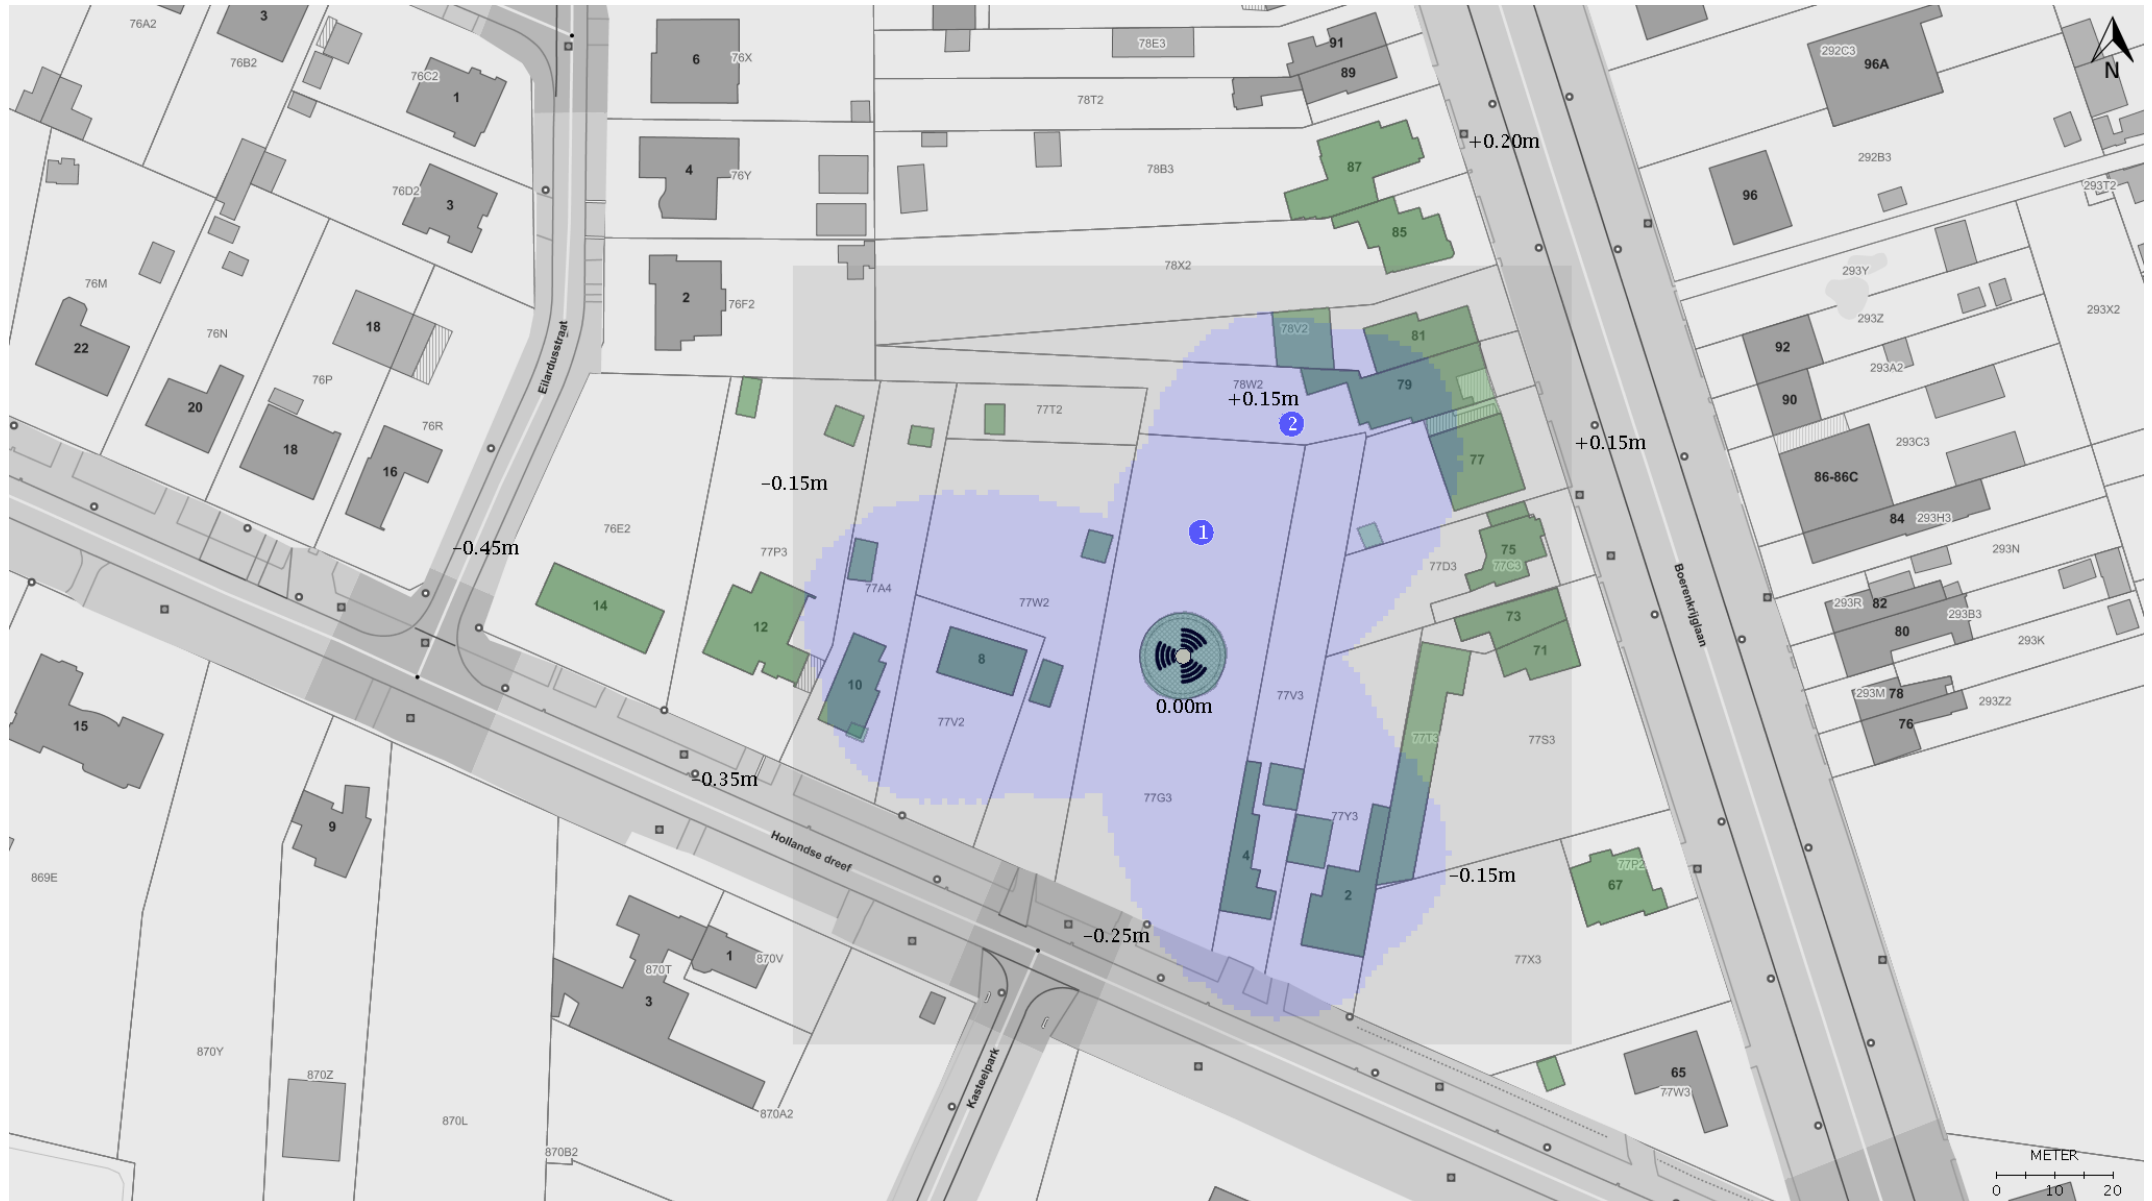 76A2
3
76B2
76C2
1
6
76X
78E3
91
89
292C3
96A
N
78T2
+0.20m
4
76Y
78B3
87
292B3
96
293T2
76D2
3
85
78X2
293Y
76M
2
76F2
293Z
293X2
22
76N
18
Eilardusstraat
78V2
81
92
293A2
76P
20
78W2
79
90
+0.15m
2
77T2
76R
+0.15m
293C3
18
16
77
86-86C
-0.15m
84
293H3
76E2
1
-0.45m
77P3
75
77C3
77D3
293N
77A4
77W2
14
12
73
Boerenkrijglaan
293R
82
293B3
80
293K
71
8
10
0.00m
77V3
293M
78
76
293Z2
77V2
15
77T3
77S3
-0.35m
77G3
77Y3
9
Hollandse dreef
4
77P2
67
869E
2
-0.15m
-0.25m
870T
1
870V
3
77X3
870Y
870Z
Kasteelpark
65
77W3
870L
870A2
870B2
METER
0 10 20